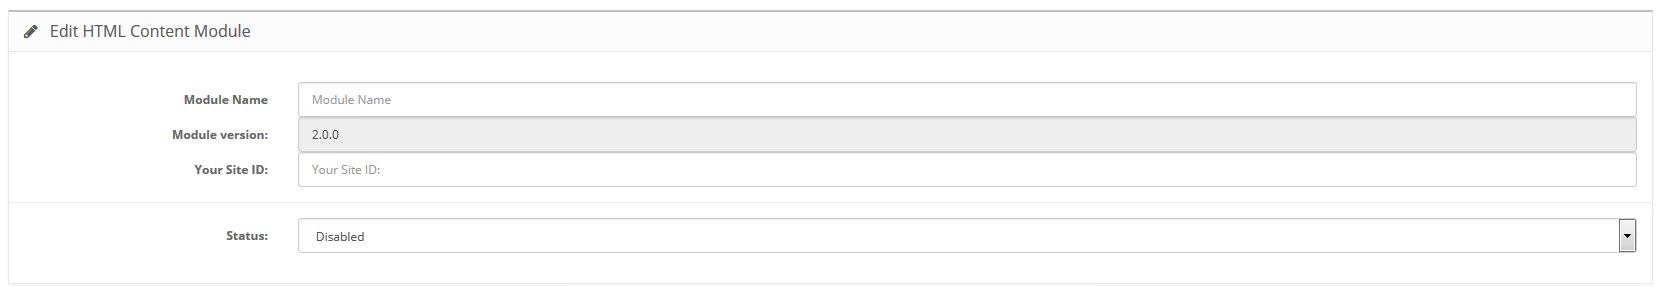 Edit HTML Content Module
Module Name Module Name
Module version: 2.0.0
Your Site ID: Your Site ID:
Status: Disabled